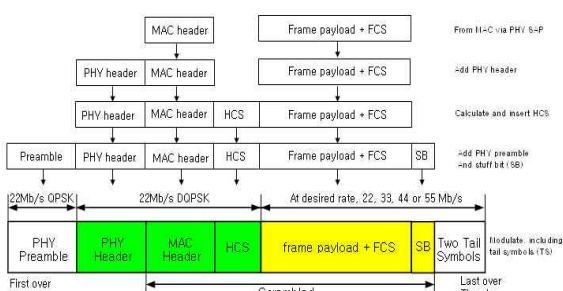 MAC header
Frame payload + FCS
From MAC via PHY SAP
PHY header
MAC header
Frame payload + FCS
Add PHY header
PHY header
MAC header
HCS
Frame payload + FCS
Calculate and insert HCS
Preamble
PHY header
MAC header
HCS
Frame payload + FCS
SB
Add PHY preamble
And stuff bit (SB)
22Mb/s QPSK
22Mb/s DQPSK
At desired rate, 22, 33, 44 or 55 Mb/s
PHY
Preamble
PHY
Header
MAC
Header
HCS
frame payload + FCS
SB
Two Tail
Symbols
Modulate, including
tail symbols (TS)
First over
Last over